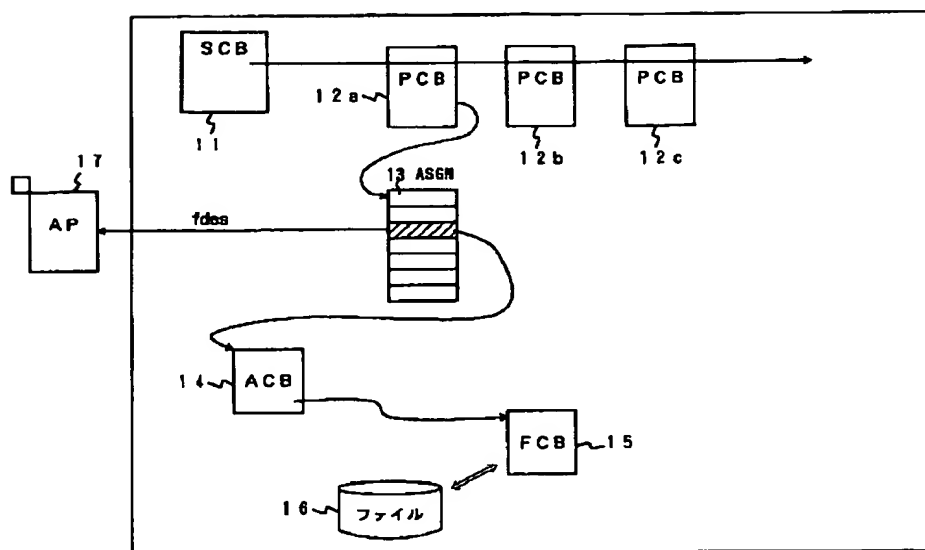 SCB
11
PCB
12a
PCB
12b
PCB
12c
13 ASGN
17
AP
fdes
14
ACB
FCB
15
16
ファイル